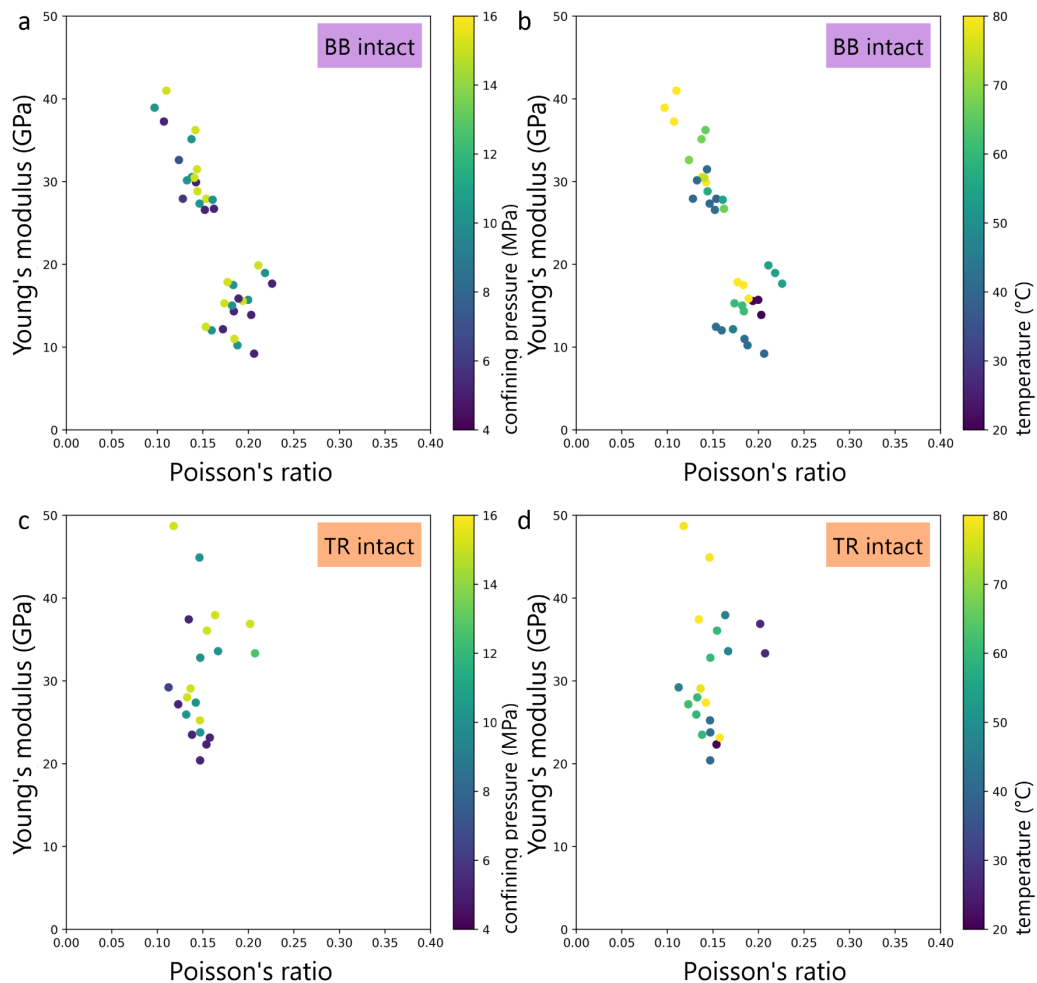 a
BB intact
50
40
30
20
10
0
Young's modulus (GPa)
0.00 0.05 0.10 0.15 0.20 0.25 0.30 0.35 0.40
Poisson's ratio
16
14
12
10
8
6
4
confining pressure (MPa)
b
BB intact
50
40
30
20
10
0
Young's modulus (GPa)
0.00 0.05 0.10 0.15 0.20 0.25 0.30 0.35 0.40
Poisson's ratio
80
70
60
50
40
30
20
temperature (°C)
c
TR intact
50
40
30
20
10
0
Young's modulus (GPa)
0.00 0.05 0.10 0.15 0.20 0.25 0.30 0.35 0.40
Poisson's ratio
16
14
12
10
8
6
4
confining pressure (MPa)
d
TR intact
50
40
30
20
10
0
Young's modulus (GPa)
0.00 0.05 0.10 0.15 0.20 0.25 0.30 0.35 0.40
Poisson's ratio
80
70
60
50
40
30
20
temperature (°C)